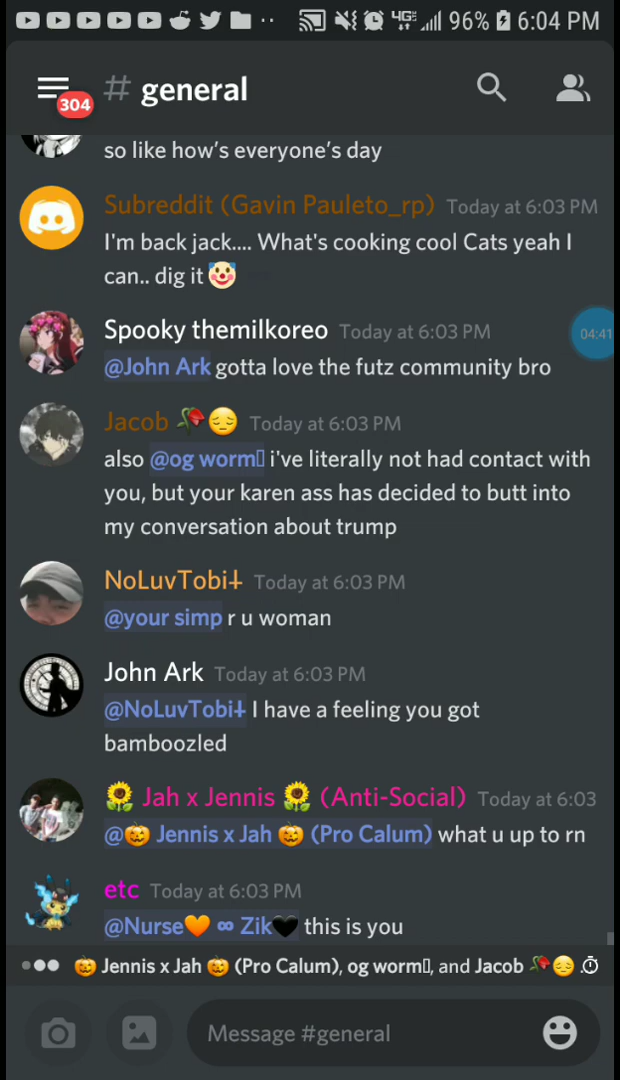 4GE 96% 6:04 PM
304 # general
so like how's everyone's day
Subreddit (Gavin Pauleto_rp) Today at 6:03 PM
I'm back jack.... What's cooking cool Cats yeah I
can.. dig it 🤡
Spooky themilkoreo Today at 6:03 PM
04:41
@John Ark gotta love the futz community bro
Jacob 🥀😔 Today at 6:03 PM
also @og worm▯ i've literally not had contact with
you, but your karen ass has decided to butt into
my conversation about trump
NoLuvTobi⸸ Today at 6:03 PM
@your simp r u woman
John Ark Today at 6:03 PM
@NoLuvTobi⸸ I have a feeling you got
bamboozled
🌻 Jah x Jennis 🌻 (Anti-Social) Today at 6:03
@🎃 Jennis x Jah 🎃 (Pro Calum) what u up to rn
etc Today at 6:03 PM
@Nurse🧡 ∞ Zik🖤 this is you
🎃 Jennis x Jah 🎃 (Pro Calum), og worm▯, and Jacob 🥀😔
Message #general